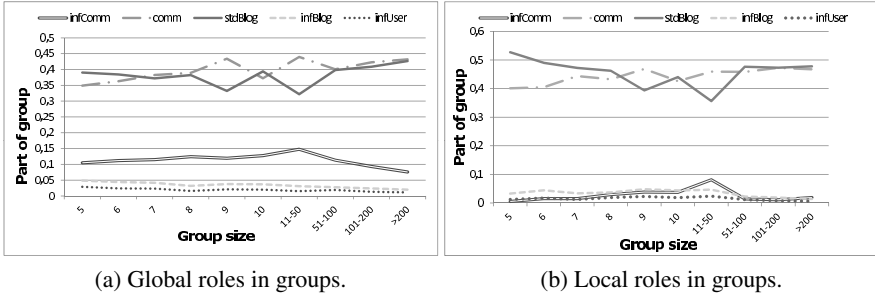 infComm comm stdBlog infBlog infUser
0,5
0,45
0,4
0,35
0,3
0,25
0,2
0,15
0,1
0,05
0
Part of group
5 6 7 8 9 10 11-50 51-100 101-200 >200
Group size
(a) Global roles in groups.
infComm comm stdBlog infBlog infUser
0,6
0,5
0,4
0,3
0,2
0,1
0
Part of group
5 6 7 8 9 10 11-50 51-100 101-200 >200
Group size
(b) Local roles in groups.